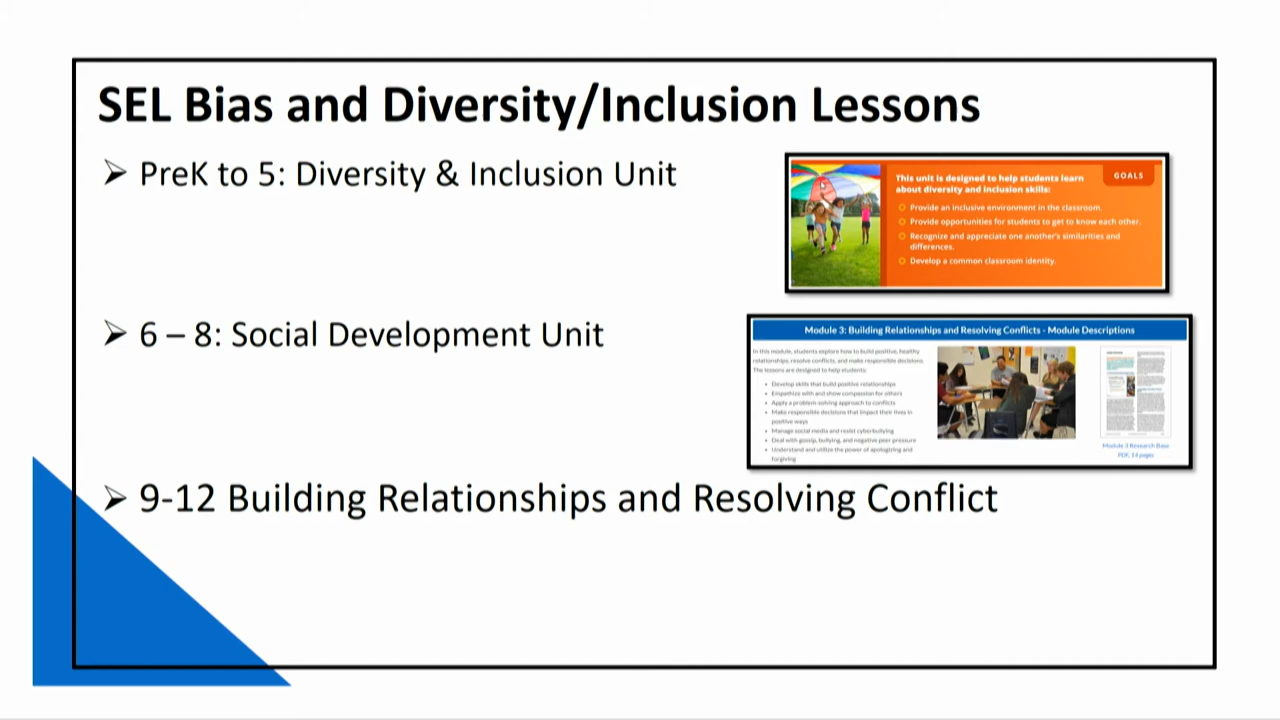 SEL Bias and Diversity/Inclusion Lessons
PreK to 5: Diversity & Inclusion Unit
This unit is designed to help students learn
about diversity and inclusion skills:
GOALS
Provide an inclusive environment in the classroom.
Provide opportunities for students to get to know each other.
Recognize and appreciate one another's similarities and
differences.
Develop a common classroom identity.
6 – 8: Social Development Unit
Module 3: Building Relationships and Resolving Conflicts - Module Descriptions
In this module, students explore how to build positive, healthy
relationships, resolve conflicts, and make responsible decisions.
The lessons are designed to help students:
Develop skills that build positive relationships
Empathize with and show compassion for others
Apply a problem-solving approach to conflicts
Make responsible decisions that impact their lives in
positive ways
Manage social media and resist cyberbullying
Deal with gossip, bullying, and negative peer pressure
Understand and utilize the power of apologizing and
forgiving
Module 3 Research Base
PDF, 14 pages
9-12 Building Relationships and Resolving Conflict